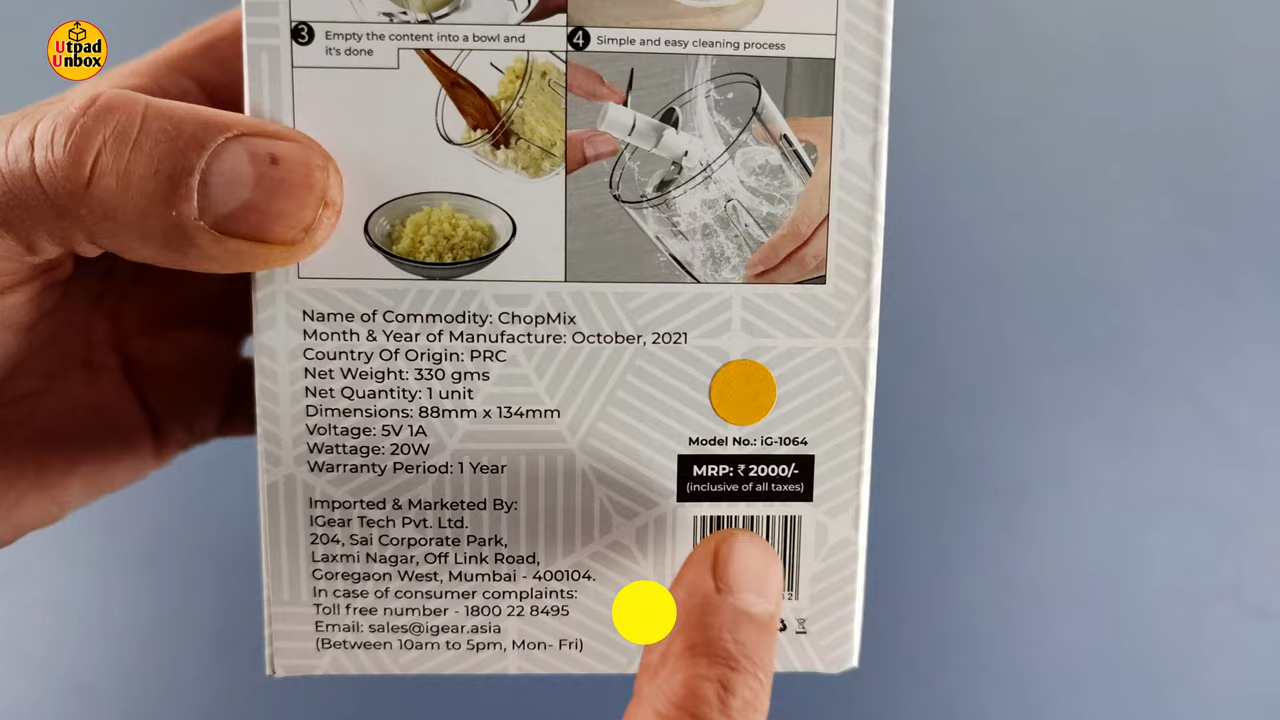 Utpad
Unbox
3 Empty the content into a bowl and
it's done
4 Simple and easy cleaning process
Name of Commodity: ChopMix
Month & Year of Manufacture: October, 2021
Country Of Origin: PRC
Net Weight: 330 gms
Net Quantity: 1 unit
Dimensions: 88mm x 134mm
Voltage: 5V 1A
Wattage: 20W
Warranty Period: 1 Year
Model No.: iG-1064
MRP: ₹ 2000/-
(inclusive of all taxes)
Imported & Marketed By:
IGear Tech Pvt. Ltd.
204, Sai Corporate Park,
Laxmi Nagar, Off Link Road,
Goregaon West, Mumbai - 400104.
In case of consumer complaints:
Toll free number - 1800 22 8495
Email: sales@igear.asia
(Between 10am to 5pm, Mon- Fri)